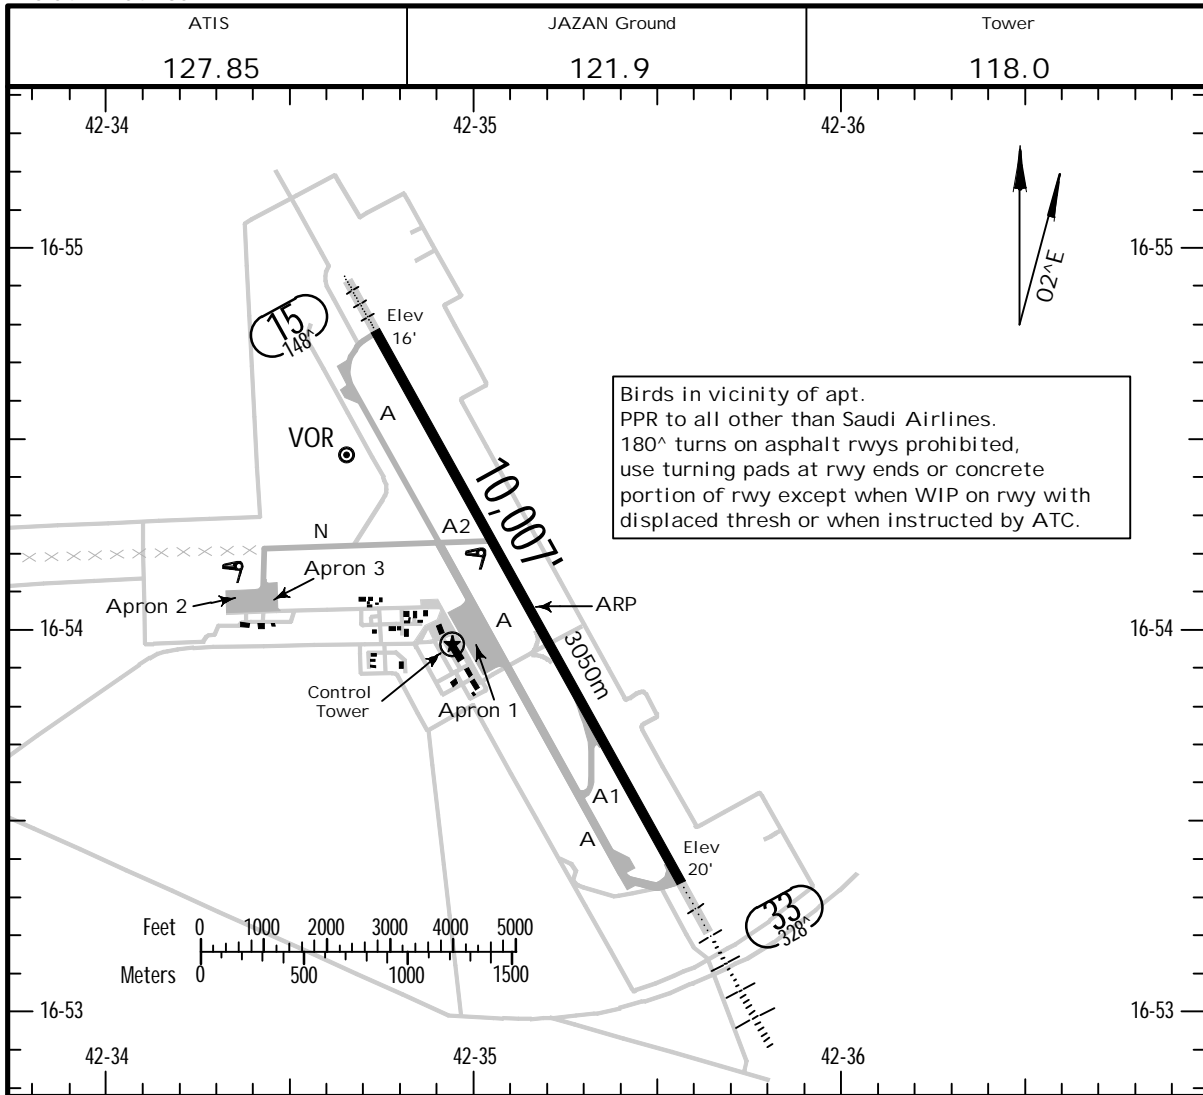 ATIS
JAZAN Ground
Tower
127.85
121.9
118.0
42-34
42-35
42-36
16-55
16-55
02^E
15
148^
Elev
16'
A
VOR
Birds in vicinity of apt.
PPR to all other than Saudi Airlines.
180^ turns on asphalt rwys prohibited,
use turning pads at rwy ends or concrete
portion of rwy except when WIP on rwy with
displaced thresh or when instructed by ATC.
10,007'
N
A2
Apron 3
Apron 2
ARP
A
16-54
16-54
3050m
Control
Tower
Apron 1
A1
A
Elev
20'
33
328^
Feet 0 1000 2000 3000 4000 5000
Meters 0 500 1000 1500
16-53
16-53
42-34
42-35
42-36